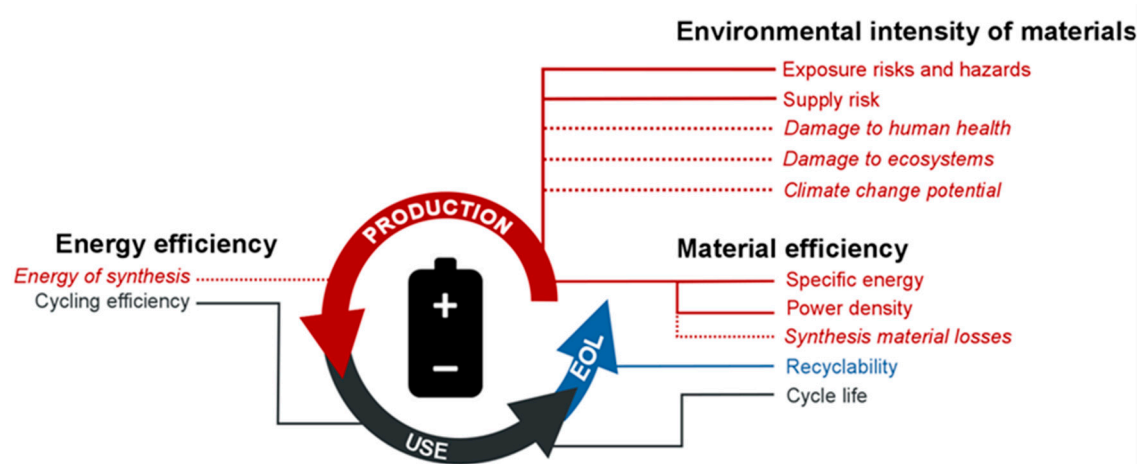 Environmental intensity of materials
Exposure risks and hazards
Supply risk
Damage to human health
Damage to ecosystems
Climate change potential
PRODUCTION
Energy efficiency
Energy of synthesis
Cycling efficiency
Material efficiency
Specific energy
Power density
Synthesis material losses
Recyclability
Cycle life
+
−
EOL
USE